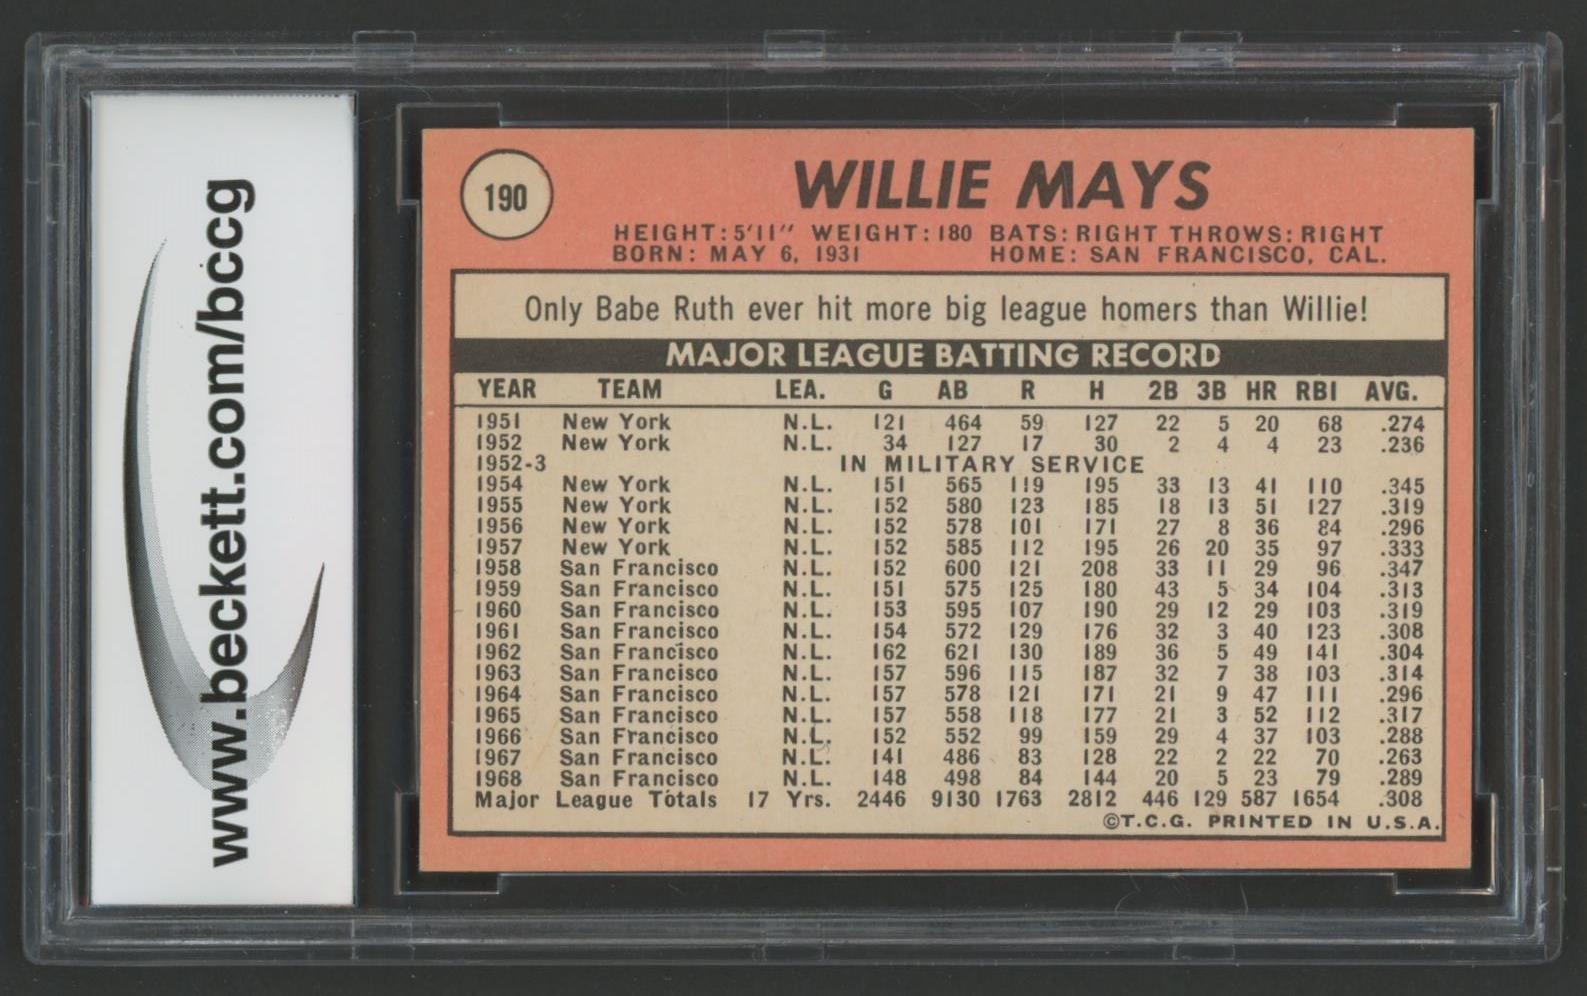 www.beckett.com/bccg
190
WILLIE MAYS
HEIGHT: 5'11" WEIGHT: 180 BATS: RIGHT THROWS: RIGHT
BORN: MAY 6, 1931 HOME: SAN FRANCISCO, CAL.
Only Babe Ruth ever hit more big league homers than Willie!
MAJOR LEAGUE BATTING RECORD
YEAR TEAM LEA. G AB R H 2B 3B HR RBI AVG.
1951 New York N.L. 121 464 59 127 22 5 20 68 .274
1952 New York N.L. 34 127 17 30 2 4 4 23 .236
1952-3 IN MILITARY SERVICE
1954 New York N.L. 151 565 119 195 33 13 41 110 .345
1955 New York N.L. 152 580 123 185 18 13 51 127 .319
1956 New York N.L. 152 578 101 171 27 8 36 84 .296
1957 New York N.L. 152 585 112 195 26 20 35 97 .333
1958 San Francisco N.L. 152 600 121 208 33 11 29 96 .347
1959 San Francisco N.L. 151 575 125 180 43 5 34 104 .313
1960 San Francisco N.L. 153 595 107 190 29 12 29 103 .319
1961 San Francisco N.L. 154 572 129 176 32 3 40 123 .308
1962 San Francisco N.L. 162 621 130 189 36 5 49 141 .304
1963 San Francisco N.L. 157 596 115 187 32 7 38 103 .314
1964 San Francisco N.L. 157 578 121 171 21 9 47 111 .296
1965 San Francisco N.L. 157 558 118 177 21 3 52 112 .317
1966 San Francisco N.L. 152 552 99 159 29 4 37 103 .288
1967 San Francisco N.L. 141 486 83 128 22 2 22 70 .263
1968 San Francisco N.L. 148 498 84 144 20 5 23 79 .289
Major League Totals 17 Yrs. 2446 9130 1763 2812 446 129 587 1654 .308
©T.C.G. PRINTED IN U.S.A.